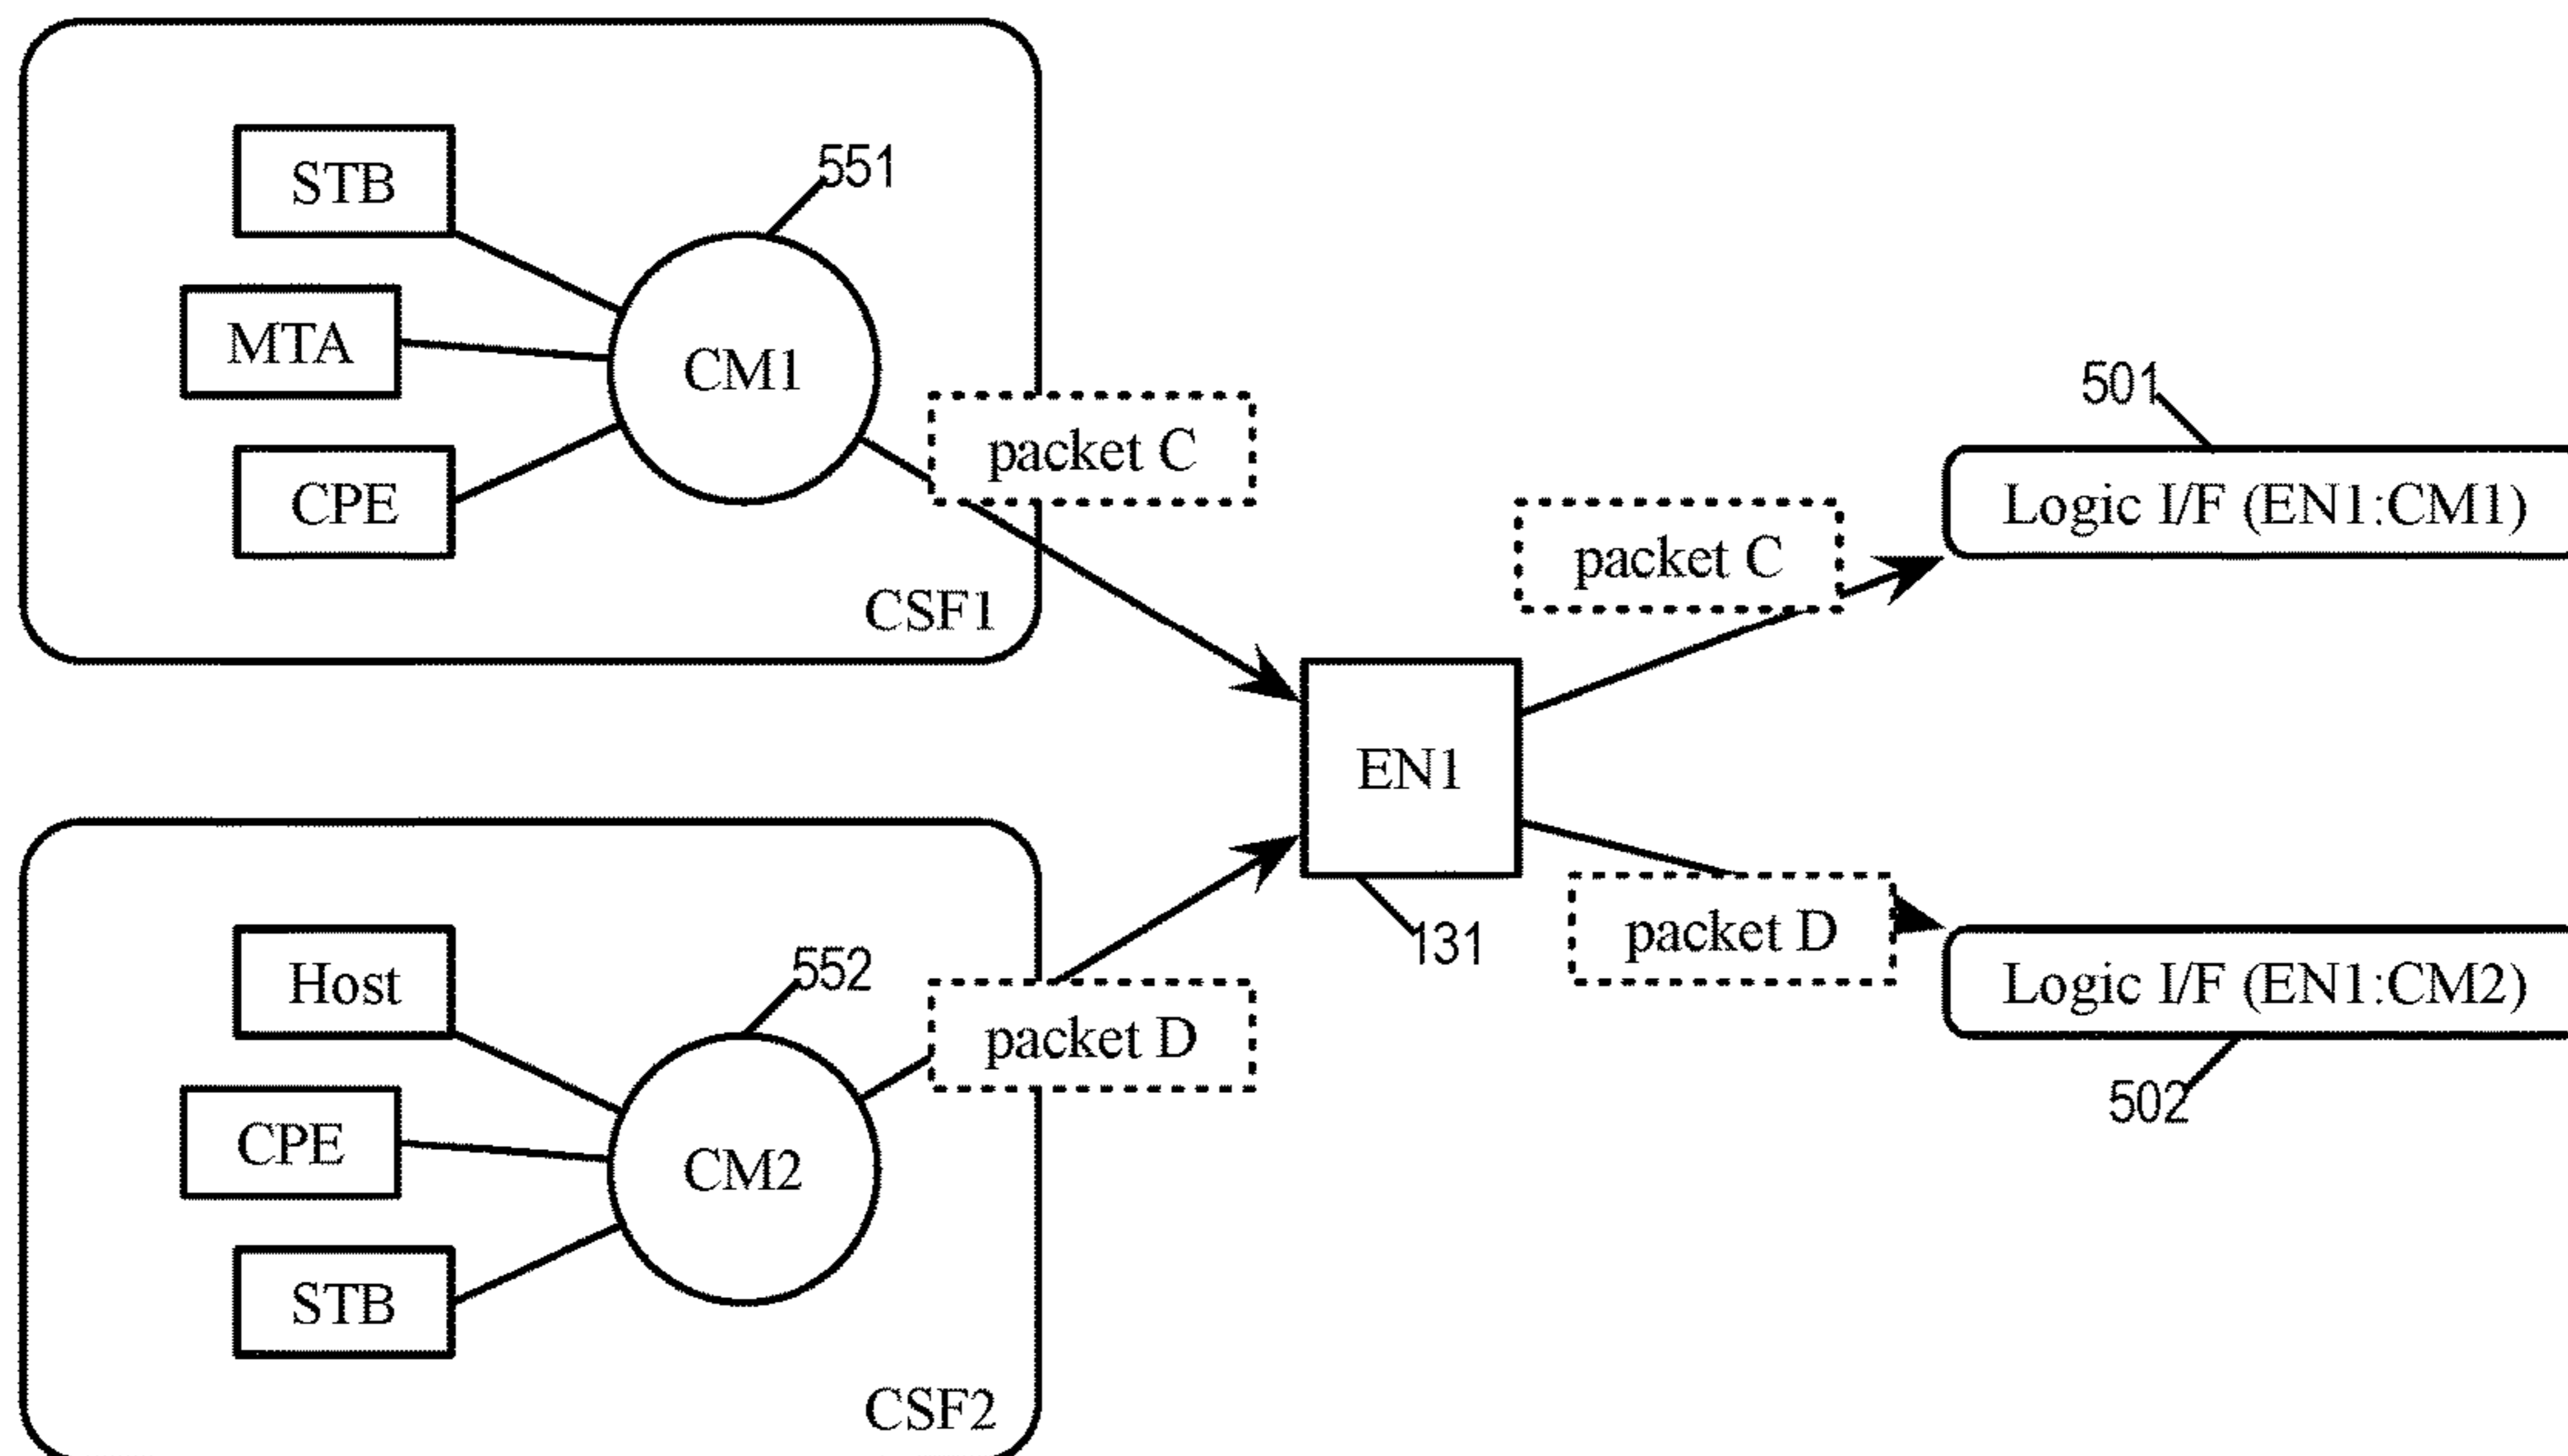 STB
551
MTA
CM1
CPE
packet C
CSF1
501
Logic I/F (EN1:CM1)
packet C
EN1
131
packet D
Logic I/F (EN1:CM2)
502
Host
552
packet D
CPE
CM2
STB
CSF2